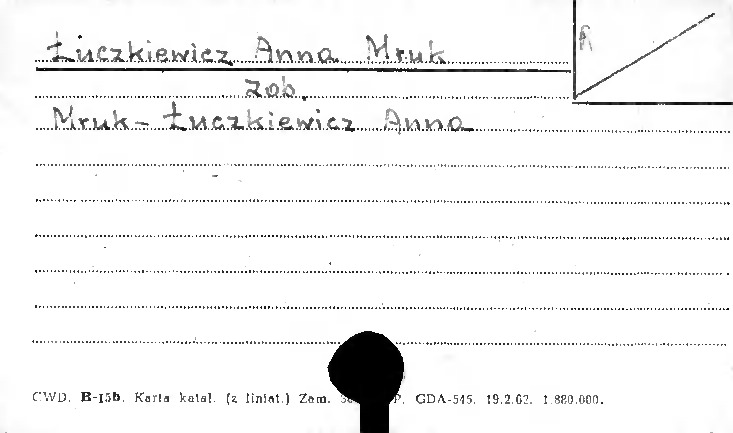 Łuczkiewicz Anna Mruk
zob.
Mruk-Łuczkiewicz Anna
CWD. B-15b. Karta katal. (z liniat.) Zam. P. GDA-545. 19.2.62. 1.880.000.